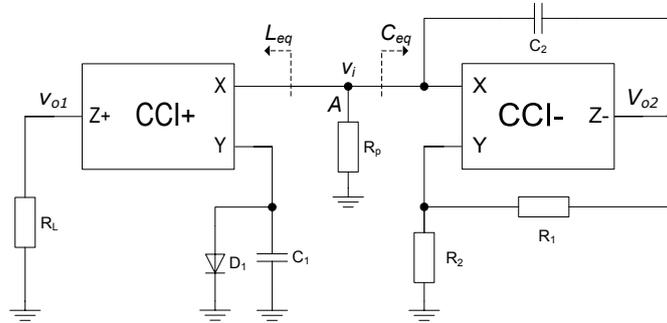 Leq
Ceq
C2
vi
vo1
Z+
CCI+
X
Y
A
Rp
X
Y
CCI-
Z-
Vo2
RL
D1
C1
R2
R1